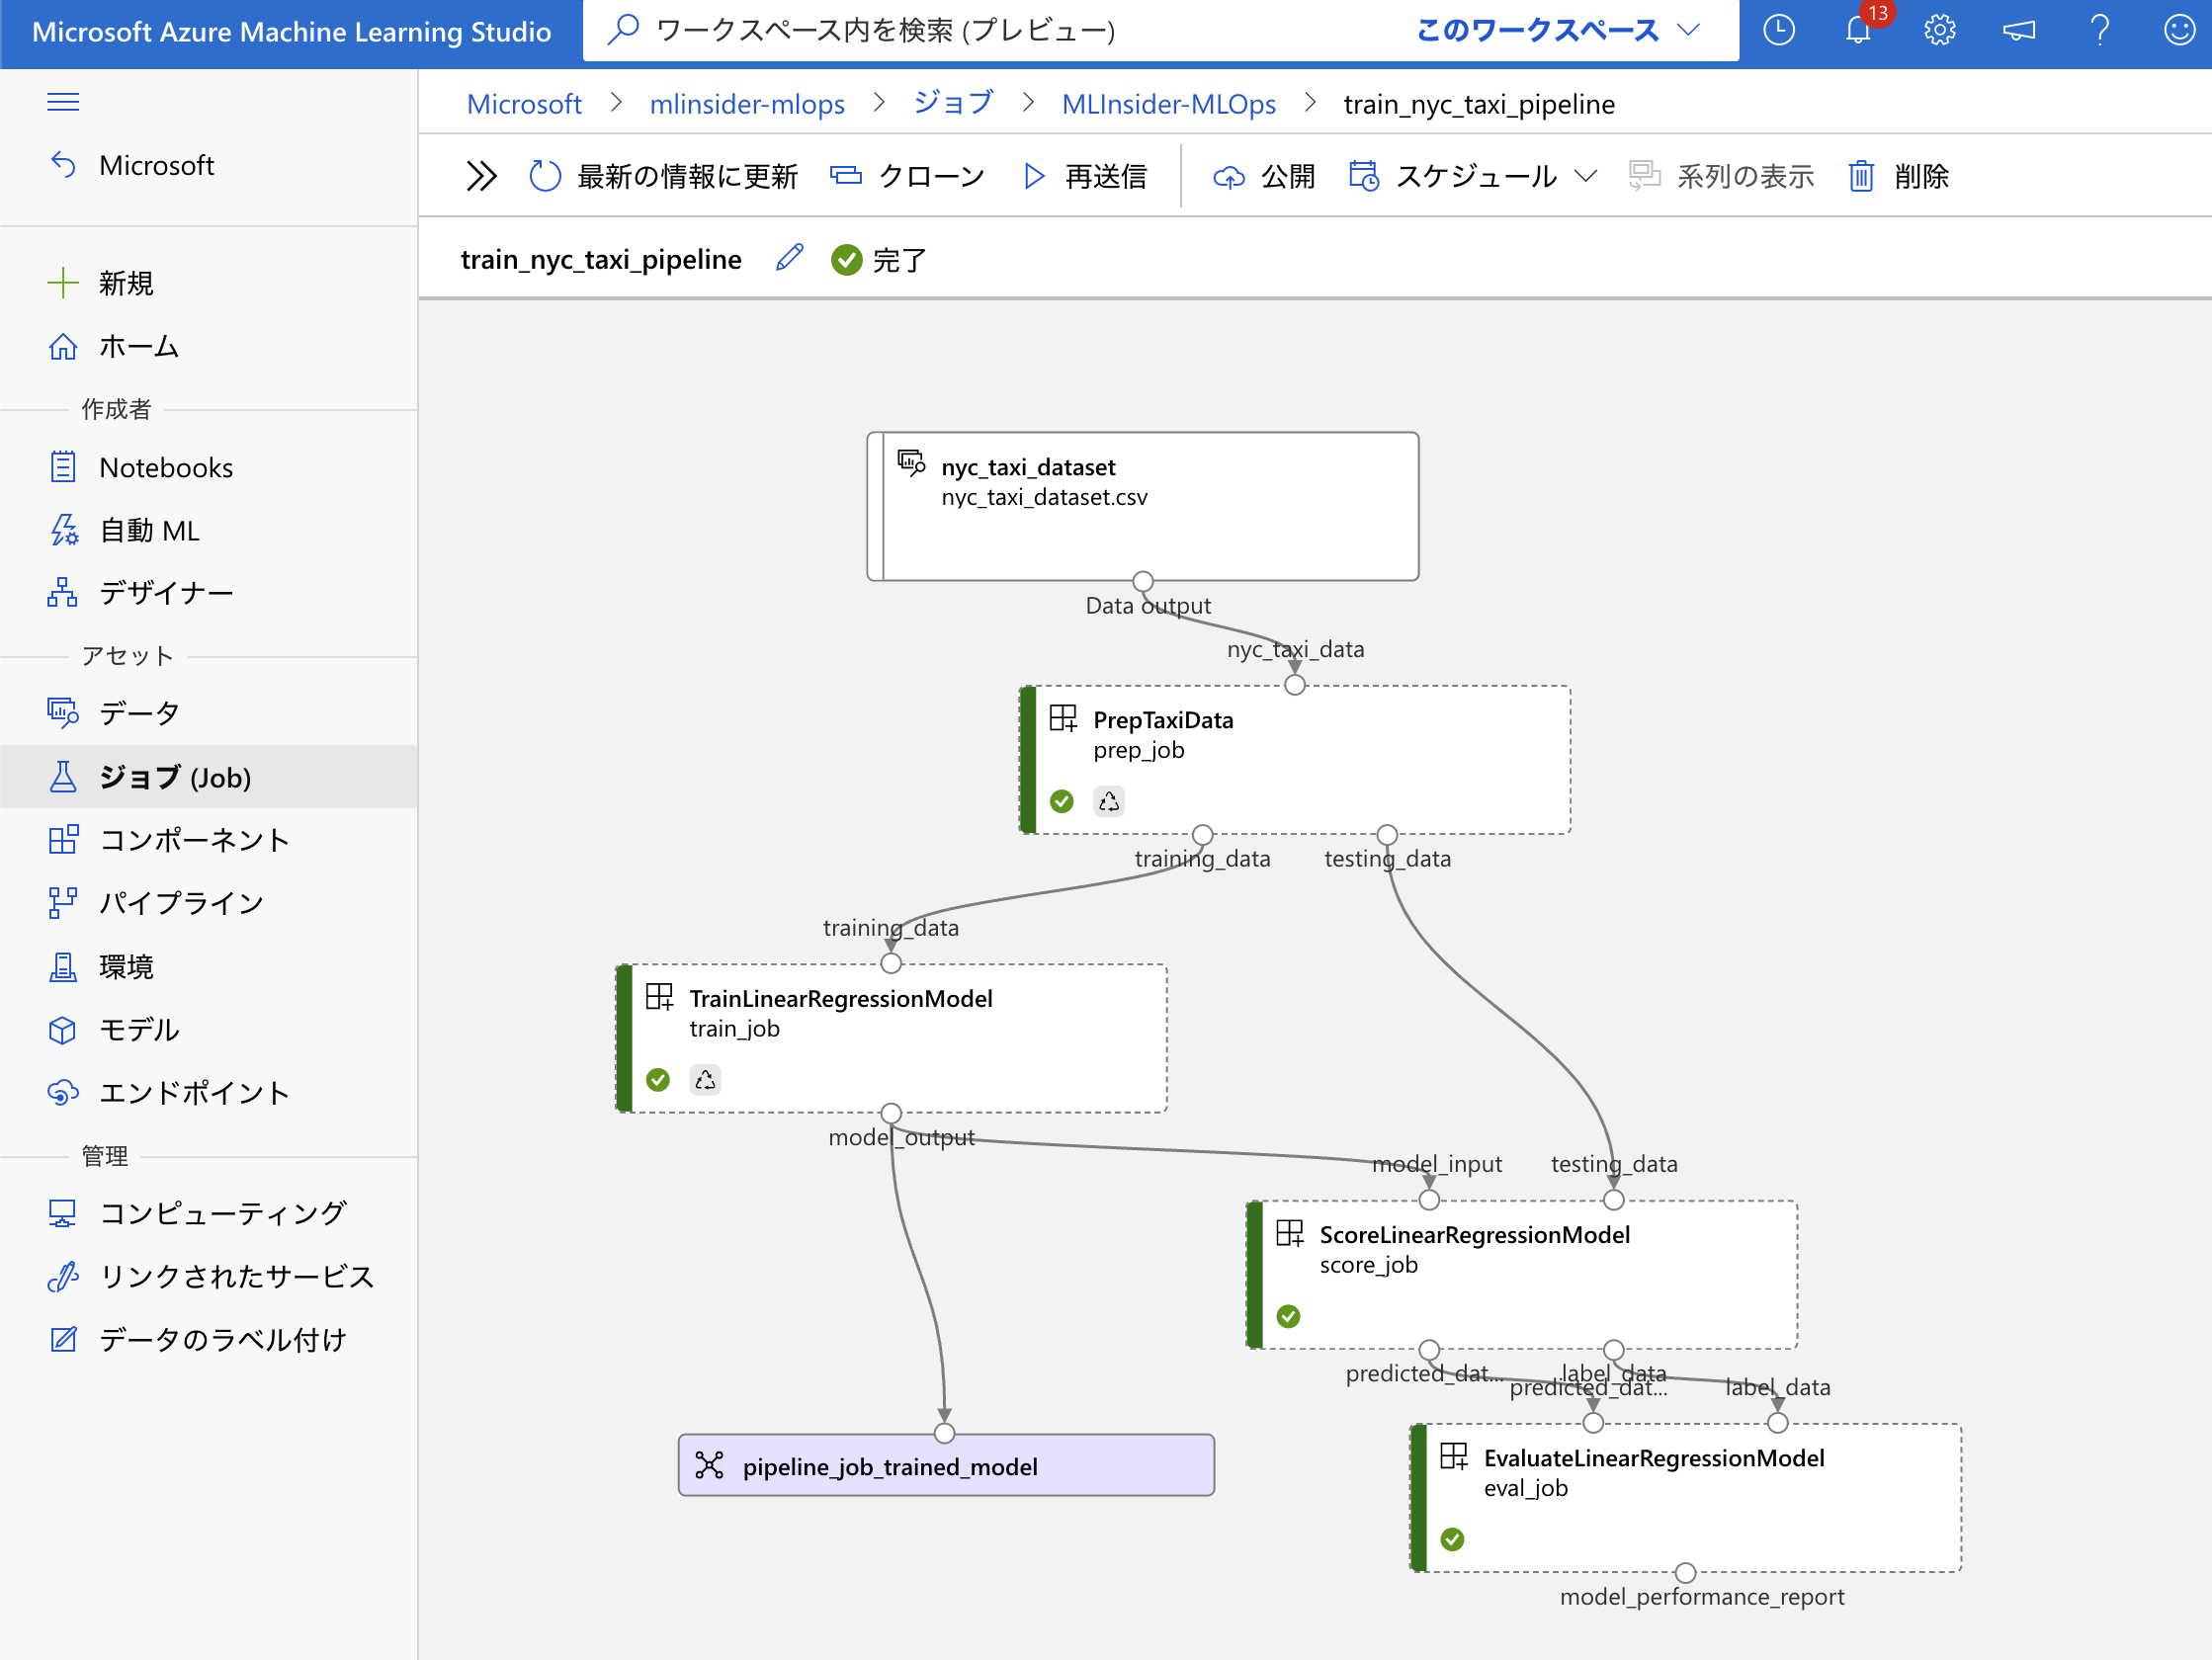 Microsoft Azure Machine Learning Studio
ワークスペース内を検索 (プレビュー)
このワークスペース
13
Microsoft
mlinsider-mlops
ジョブ
MLInsider-MLOps
train_nyc_taxi_pipeline
Microsoft
最新の情報に更新
クローン
再送信
公開
スケジュール
系列の表示
削除
train_nyc_taxi_pipeline
完了
新規
ホーム
作成者
Notebooks
自動 ML
デザイナー
アセット
データ
ジョブ (Job)
コンポーネント
パイプライン
環境
モデル
エンドポイント
管理
コンピューティング
リンクされたサービス
データのラベル付け
nyc_taxi_dataset
nyc_taxi_dataset.csv
Data output
nyc_taxi_data
PrepTaxiData
prep_job
training_data
testing_data
training_data
TrainLinearRegressionModel
train_job
model_output
model_input
testing_data
ScoreLinearRegressionModel
score_job
predicted_dat...
label_data
predicted_dat...
label_data
pipeline_job_trained_model
EvaluateLinearRegressionModel
eval_job
model_performance_report